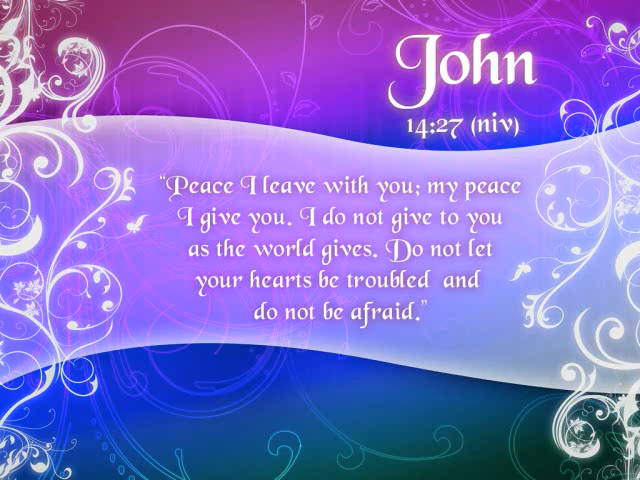 John
14:27 (niv)
“Peace I leave with you; my peace
I give you. I do not give to you
as the world gives. Do not let
your hearts be troubled and
do not be afraid.”